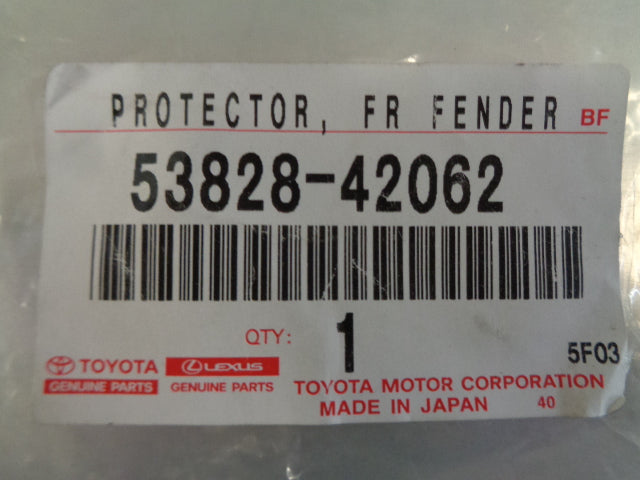 PROTECTOR, FR FENDER BF
53828-42062
QTY: 1
5F03
TOYOTA LEXUS
GENUINE PARTS GENUINE PARTS
TOYOTA MOTOR CORPORATION
MADE IN JAPAN 40